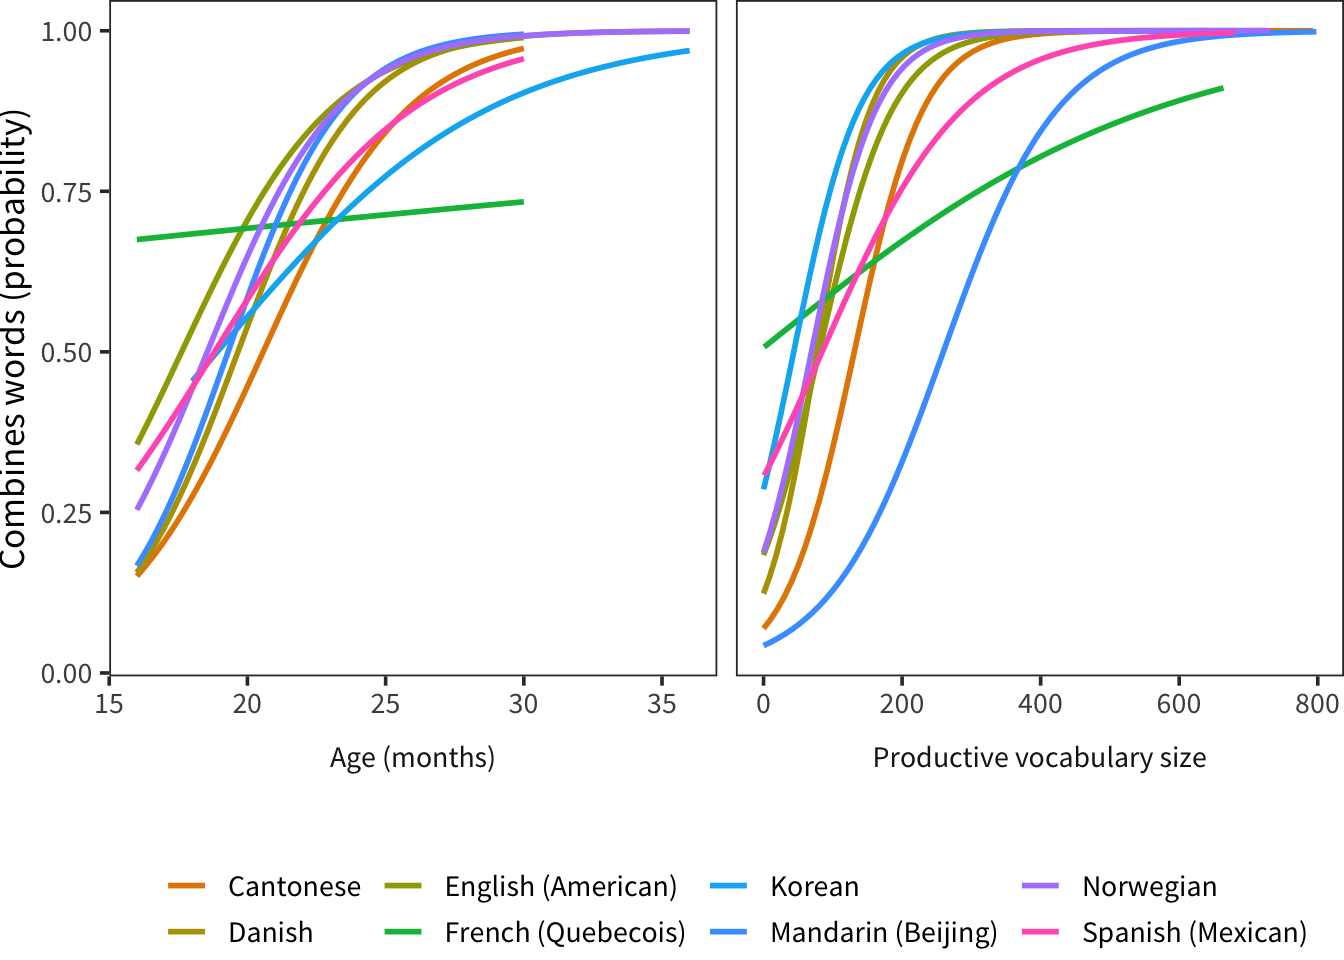 Combines words (probability)
1.00
0.75
0.50
0.25
0.00
15 20 25 30 35
0 200 400 600 800
Age (months)
Productive vocabulary size
Cantonese English (American) Korean Norwegian
Danish French (Quebecois) Mandarin (Beijing) Spanish (Mexican)